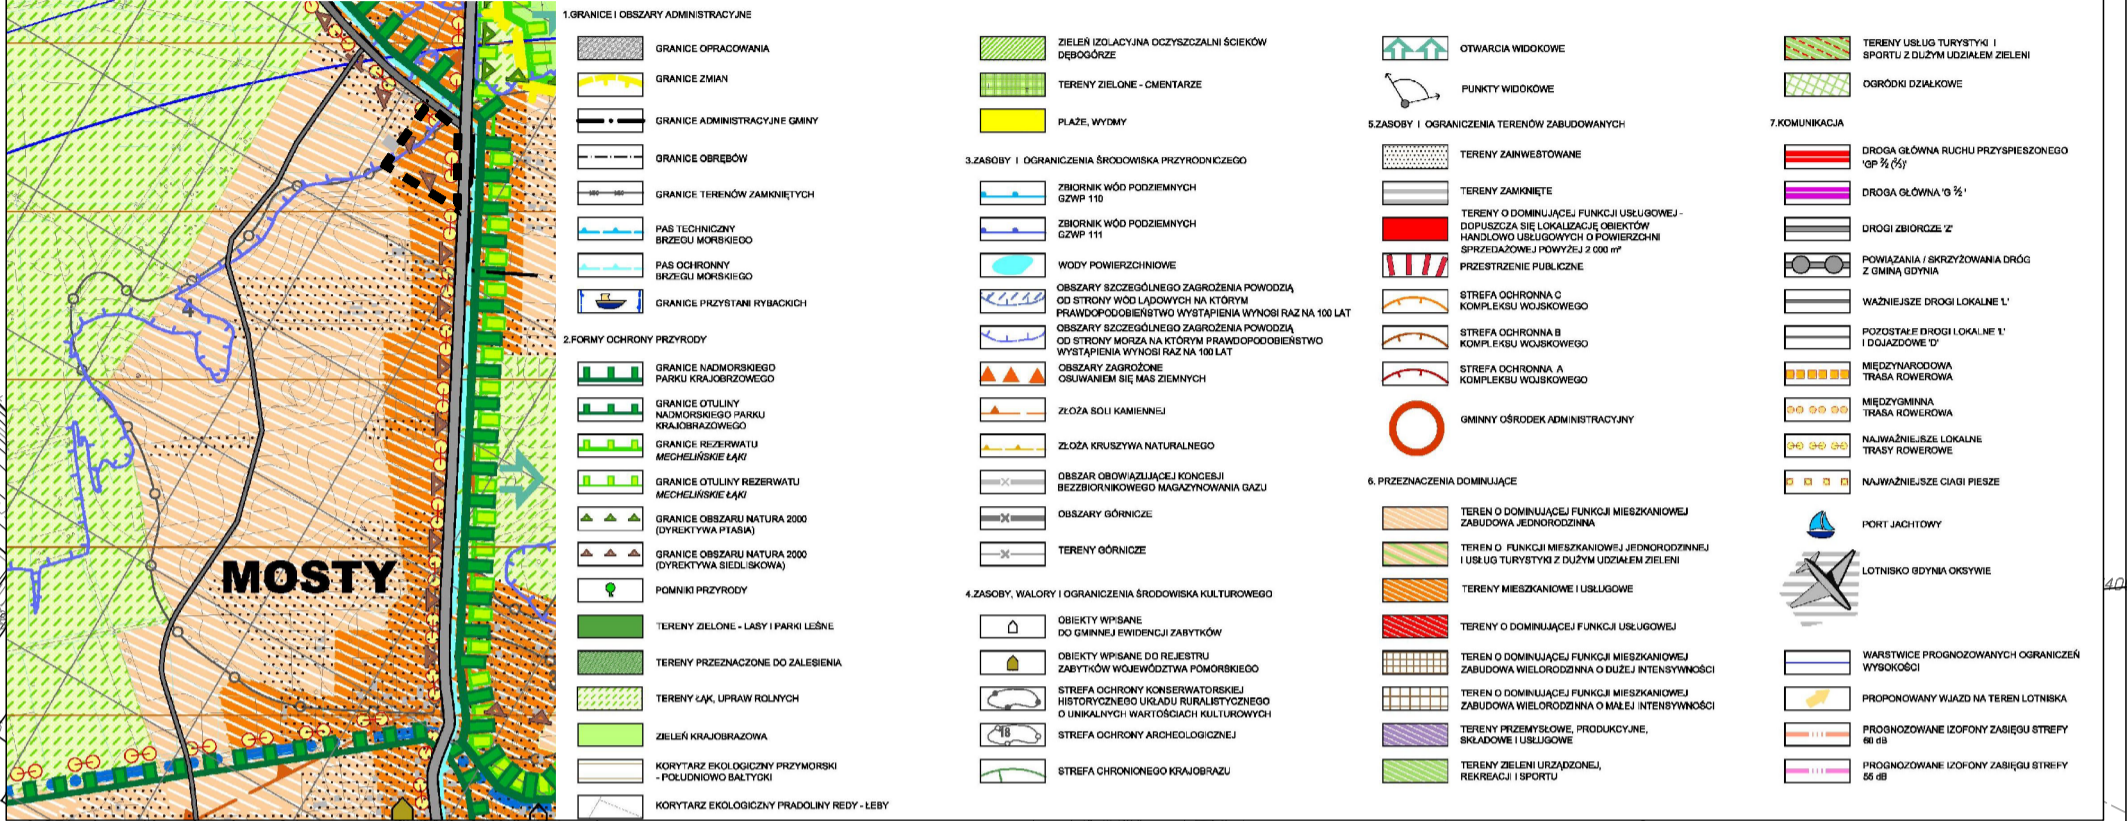 MOSTY
4
1.GRANICE I OBSZARY ADMINISTRACYJNE
GRANICE OPRACOWANIA
GRANICE ZMIAN
GRANICE ADMINISTRACYJNE GMINY
GRANICE OBRĘBÓW
GRANICE TERENÓW ZAMKNIĘTYCH
PAS TECHNICZNY
BRZEGU MORSKIEGO
PAS OCHRONNY
BRZEGU MORSKIEGO
GRANICE PRZYSTANI RYBACKICH
2.FORMY OCHRONY PRZYRODY
GRANICE NADMORSKIEGO
PARKU KRAJOBRZOWEGO
GRANICE OTULINY
NADMORSKIEGO PARKU
KRAJOBRAZOWEGO
GRANICE REZERWATU
MECHELIŃSKIE ŁĄKI
GRANICE OTULINY REZERWATU
MECHELIŃSKIE ŁĄKI
GRANICE OBSZARU NATURA 2000
(DYREKTYWA PTASIA)
GRANICE OBSZARU NATURA 2000
(DYREKTYWA SIEDLISKOWA)
POMNIKI PRZYRODY
TERENY ZIELONE - LASY I PARKI LEŚNE
TERENY PRZEZNACZONE DO ZALESIENIA
TERENY ŁĄK, UPRAW ROLNYCH
ZIELEŃ KRAJOBRAZOWA
KORYTARZ EKOLOGICZNY PRZYMORSKI
- POŁUDNIOWO BAŁTYCKI
KORYTARZ EKOLOGICZNY PRADOLINY REDY - ŁEBY
ZIELEŃ IZOLACYJNA OCZYSZCZALNI ŚCIEKÓW
DĘBOGÓRZE
TERENY ZIELONE - CMENTARZE
PLAŻE, WYDMY
3.ZASOBY I OGRANICZENIA ŚRODOWISKA PRZYRODNICZEGO
ZBIORNIK WÓD PODZIEMNYCH
GZWP 110
ZBIORNIK WÓD PODZIEMNYCH
GZWP 111
WODY POWIERZCHNIOWE
OBSZARY SZCZEGÓLNEGO ZAGROŻENIA POWODZIĄ
OD STRONY WÓD LĄDOWYCH NA KTÓRYM
PRAWDOPODOBIEŃSTWO WYSTĄPIENIA WYNOSI RAZ NA 100 LAT
OBSZARY SZCZEGÓLNEGO ZAGROŻENIA POWODZIĄ
OD STRONY MORZA NA KTÓRYM PRAWDOPODOBIEŃSTWO
WYSTĄPIENIA WYNOSI RAZ NA 100 LAT
OBSZARY ZAGROŻONE
OSUWANIEM SIĘ MAS ZIEMNYCH
ZŁOŻA SOLI KAMIENNEJ
ZŁOŻA KRUSZYWA NATURALNEGO
OBSZAR OBOWIĄZUJĄCEJ KONCESJI
BEZZBIORNIKOWEGO MAGAZYNOWANIA GAZU
OBSZARY GÓRNICZE
TERENY GÓRNICZE
4.ZASOBY, WALORY I OGRANICZENIA ŚRODOWISKA KULTUROWEGO
OBIEKTY WPISANE
DO GMINNEJ EWIDENCJI ZABYTKÓW
OBIEKTY WPISANE DO REJESTRU
ZABYTKÓW WOJEWÓDZTWA POMORSKIEGO
STREFA OCHRONY KONSERWATORSKIEJ
HISTORYCZNEGO UKŁADU RURALISTYCZNEGO
O UNIKALNYCH WARTOŚCIACH KULTUROWYCH
18
STREFA OCHRONY ARCHEOLOGICZNEJ
STREFA CHRONIONEGO KRAJOBRAZU
OTWARCIA WIDOKOWE
PUNKTY WIDOKOWE
5.ZASOBY I OGRANICZENIA TERENÓW ZABUDOWANYCH
TERENY ZAINWESTOWANE
TERENY ZAMKNIĘTE
TERENY O DOMINUJĄCEJ FUNKCJI USŁUGOWEJ -
DOPUSZCZA SIĘ LOKALIZACJĘ OBIEKTÓW
HANDLOWO USŁUGOWYCH O POWIERZCHNI
SPRZEDAŻOWEJ POWYŻEJ 2 000 m²
PRZESTRZENIE PUBLICZNE
STREFA OCHRONNA C
KOMPLEKSU WOJSKOWEGO
STREFA OCHRONNA B
KOMPLEKSU WOJSKOWEGO
STREFA OCHRONNA A
KOMPLEKSU WOJSKOWEGO
GMINNY OŚRODEK ADMINISTRACYJNY
6. PRZEZNACZENIA DOMINUJĄCE
TEREN O DOMINUJĄCEJ FUNKCJI MIESZKANIOWEJ
ZABUDOWA JEDNORODZINNA
TEREN O FUNKCJI MIESZKANIOWEJ JEDNORODZINNEJ
I USŁUG TURYSTYKI Z DUŻYM UDZIAŁEM ZIELENI
TERENY MIESZKANIOWE I USŁUGOWE
TERENY O DOMINUJĄCEJ FUNKCJI USŁUGOWEJ
TEREN O DOMINUJĄCEJ FUNKCJI MIESZKANIOWEJ
ZABUDOWA WIELORODZINNA O DUŻEJ INTENSYWNOŚCI
TEREN O DOMINUJĄCEJ FUNKCJI MIESZKANIOWEJ
ZABUDOWA WIELORODZINNA O MAŁEJ INTENSYWNOŚCI
TERENY PRZEMYSŁOWE, PRODUKCYJNE,
SKŁADOWE I USŁUGOWE
TERENY ZIELENI URZĄDZONEJ,
REKREACJI I SPORTU
TERENY USŁUG TURYSTYKI I
SPORTU Z DUŻYM UDZIAŁEM ZIELENI
OGRÓDKI DZIAŁKOWE
7.KOMUNIKACJA
DROGA GŁÓWNA RUCHU PRZYSPIESZONEGO
'GP 2/2 (2/3)'
DROGA GŁÓWNA 'G 2/2 '
DROGI ZBIORCZE 'Z'
POWIĄZANIA / SKRZYŻOWANIA DRÓG
Z GMINĄ GDYNIA
WAŻNIEJSZE DROGI LOKALNE 'L'
POZOSTAŁE DROGI LOKALNE 'L'
I DOJAZDOWE 'D'
MIĘDZYNARODOWA
TRASA ROWEROWA
MIĘDZYGMINNA
TRASA ROWEROWA
NAJWAŻNIEJSZE LOKALNE
TRASY ROWEROWE
NAJWAŻNIEJSZE CIAGI PIESZE
PORT JACHTOWY
LOTNISKO GDYNIA OKSYWIE
WARSTWICE PROGNOZOWANYCH OGRANICZEŃ
WYSOKOŚCI
PROPONOWANY WJAZD NA TEREN LOTNISKA
PROGNOZOWANE IZOFONY ZASIĘGU STREFY
60 dB
PROGNOZOWANE IZOFONY ZASIĘGU STREFY
55 dB
40